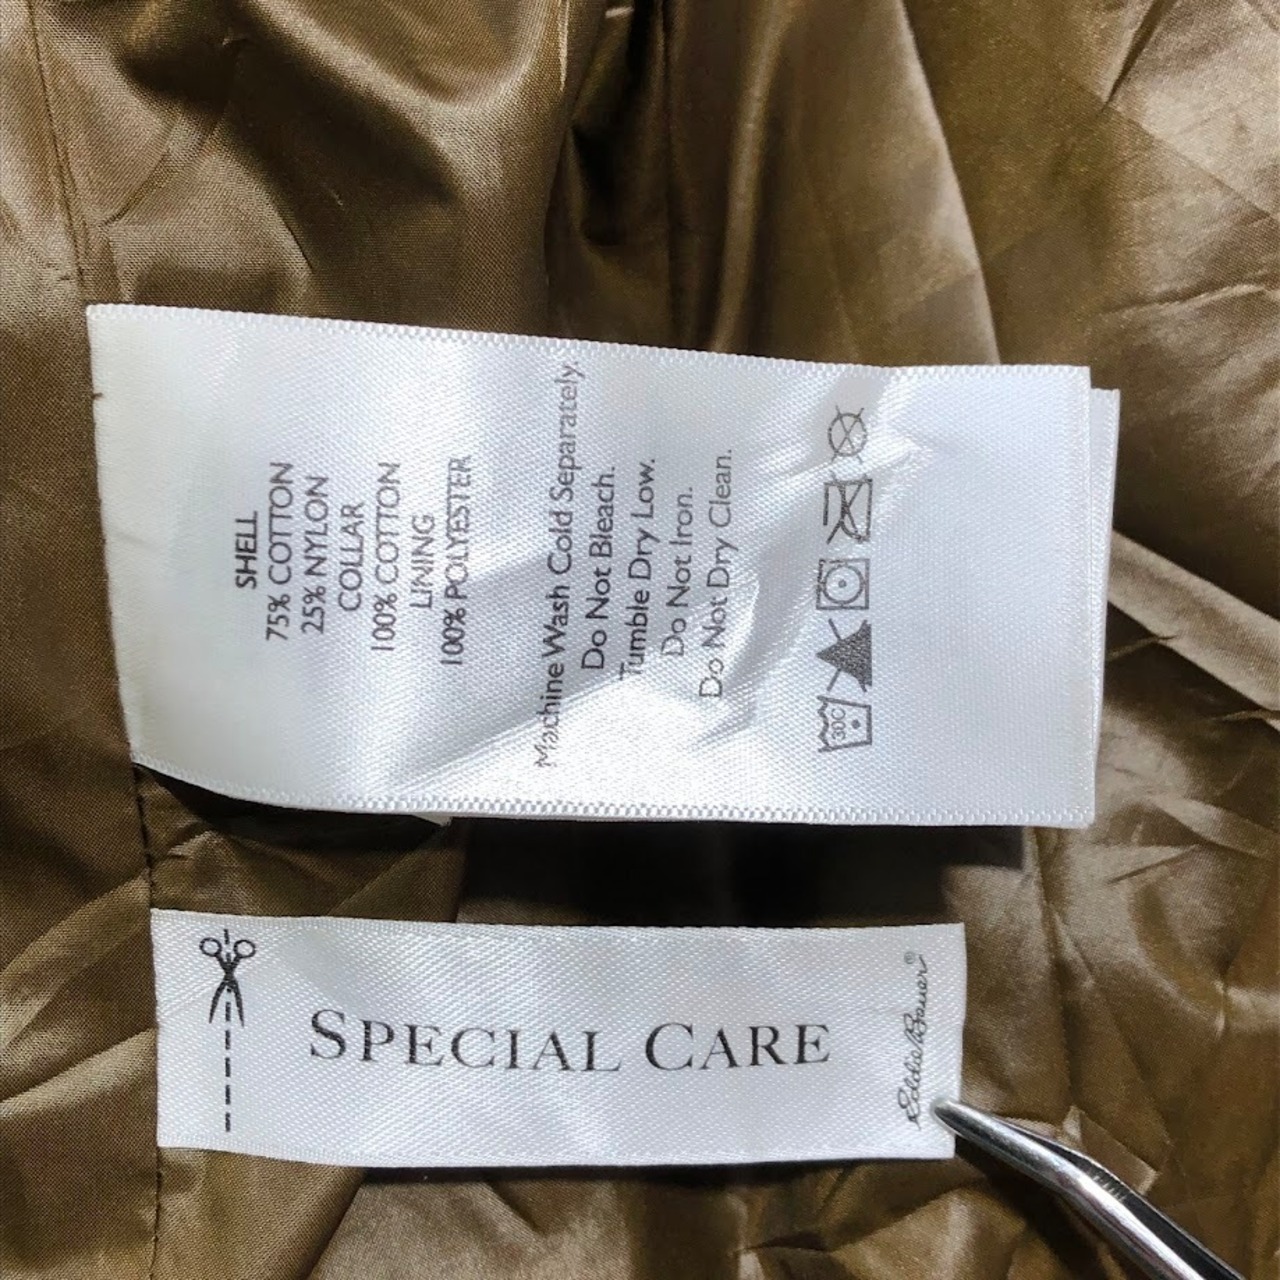 SHELL
75% COTTON
25% NYLON
COLLAR
100% COTTON
LINING
100% POLYESTER
Machine Wash Cold Separately.
Do Not Bleach.
Tumble Dry Low.
Do Not Iron.
Do Not Dry Clean.
30C
SPECIAL CARE
Eddie Bauer®